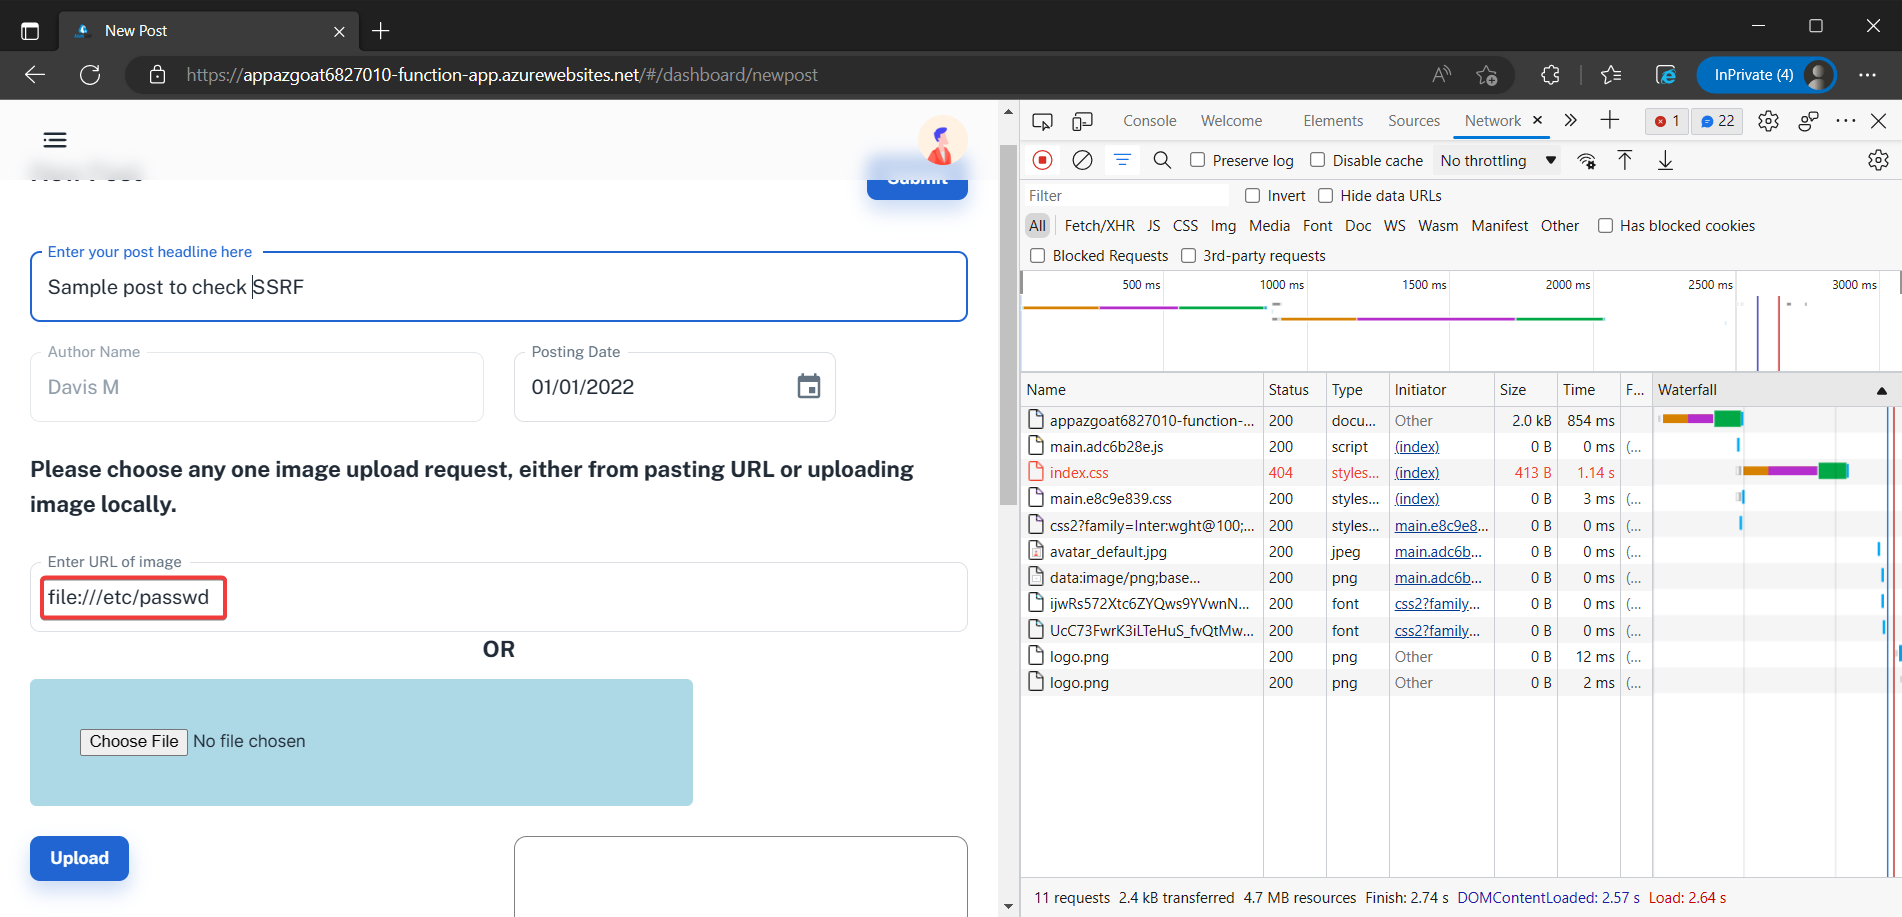 New Post
https://appazgoat6827010-function-app.azurewebsites.net/#/dashboard/newpost
InPrivate (4)
New Post
Submit
Enter your post headline here
Sample post to check SSRF
Author Name
Davis M
Posting Date
01/01/2022
Please choose any one image upload request, either from pasting URL or uploading
image locally.
Enter URL of image
file:///etc/passwd
OR
Choose File No file chosen
Upload
Console Welcome Elements Sources Network 1 22
Preserve log Disable cache No throttling
Filter Invert Hide data URLs
All Fetch/XHR JS CSS Img Media Font Doc WS Wasm Manifest Other Has blocked cookies
Blocked Requests 3rd-party requests
500 ms 1000 ms 1500 ms 2000 ms 2500 ms 3000 ms
Name Status Type Initiator Size Time F... Waterfall
appazgoat6827010-function-... 200 docu... Other 2.0 kB 854 ms
main.adc6b28e.js 200 script (index) 0 B 0 ms (...
index.css 404 styles... (index) 413 B 1.14 s
main.e8c9e839.css 200 styles... (index) 0 B 3 ms (...
css2?family=Inter:wght@100;... 200 styles... main.e8c9e8... 0 B 0 ms (...
avatar_default.jpg 200 jpeg main.adc6b... 0 B 0 ms (...
data:image/png;base... 200 png main.adc6b... 0 B 0 ms (...
ijwRs572Xtc6ZYQws9YVwnN... 200 font css2?family... 0 B 0 ms (...
UcC73FwrK3iLTeHuS_fvQtMw... 200 font css2?family... 0 B 0 ms (...
logo.png 200 png Other 0 B 12 ms (...
logo.png 200 png Other 0 B 2 ms (...
11 requests 2.4 kB transferred 4.7 MB resources Finish: 2.74 s DOMContentLoaded: 2.57 s Load: 2.64 s